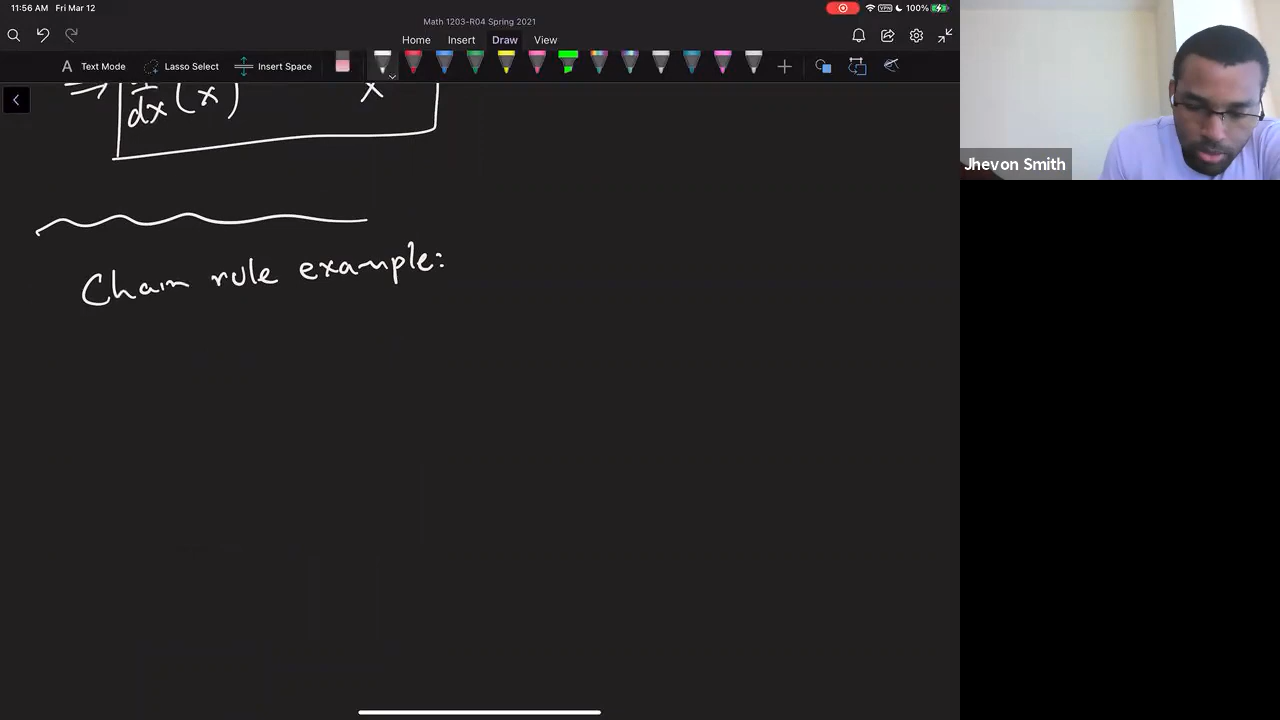 11:56 AM Fri Mar 12
VPN 100%
Math 1203-R04 Spring 2021
Home Insert Draw View
A Text Mode Lasso Select Insert Space
dx (x) x
Jhevon Smith
Chain rule example: